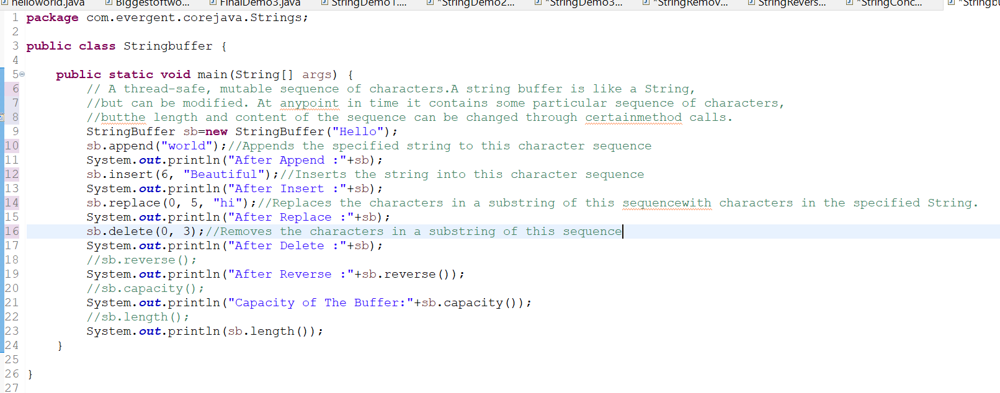 helloworld.java Biggestoftwo... FinalDemo3.java StringDemo1.... *StringDemo2... *StringDemo3... *StringRemov... StringRevers... *StringConc...
1 package com.evergent.corejava.Strings;
2
3 public class Stringbuffer {
4
5 public static void main(String[] args) {
6 // A thread-safe, mutable sequence of characters.A string buffer is like a String,
7 //but can be modified. At anypoint in time it contains some particular sequence of characters,
8 //butthe length and content of the sequence can be changed through certainmethod calls.
9 StringBuffer sb=new StringBuffer("Hello");
10 sb.append("world");//Appends the specified string to this character sequence
11 System.out.println("After Append :"+sb);
12 sb.insert(6, "Beautiful");//Inserts the string into this character sequence
13 System.out.println("After Insert :"+sb);
14 sb.replace(0, 5, "hi");//Replaces the characters in a substring of this sequencewith characters in the specified String.
15 System.out.println("After Replace :"+sb);
16 sb.delete(0, 3);//Removes the characters in a substring of this sequence
17 System.out.println("After Delete :"+sb);
18 //sb.reverse();
19 System.out.println("After Reverse :"+sb.reverse());
20 //sb.capacity();
21 System.out.println("Capacity of The Buffer:"+sb.capacity());
22 //sb.length();
23 System.out.println(sb.length());
24 }
25
26 }
27